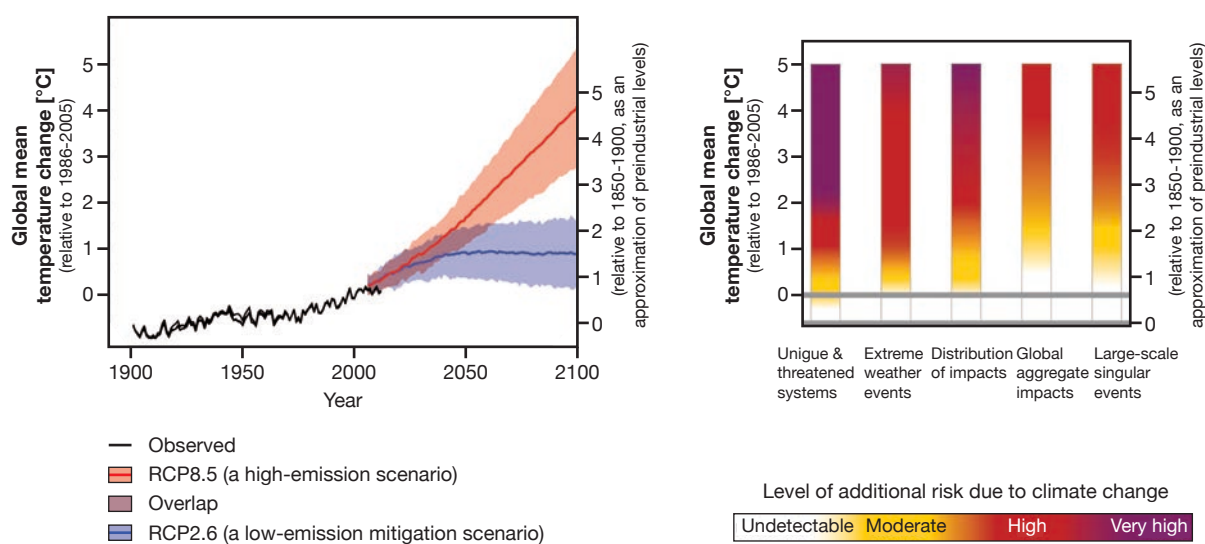 Global mean
temperature change [°C]
(relative to 1986-2005)
5
4
3
2
1
0
5
4
3
2
1
0
(relative to 1850-1900, as an
approximation of preindustrial levels)
1900
1950
2000
2050
2100
Year
Observed
RCP8.5 (a high-emission scenario)
Overlap
RCP2.6 (a low-emission mitigation scenario)
Global mean
temperature change [°C]
(relative to 1986-2005)
5
4
3
2
1
0
5
4
3
2
1
0
(relative to 1850-1900, as an
approximation of preindustrial levels)
Unigue &
threatened
systems
Extreme
weather
events
Distribution
of impacts
Global
aggregate
impacts
Large-scale
singular
events
Level of additional risk due to climate change
Undetectable Moderate High Very high